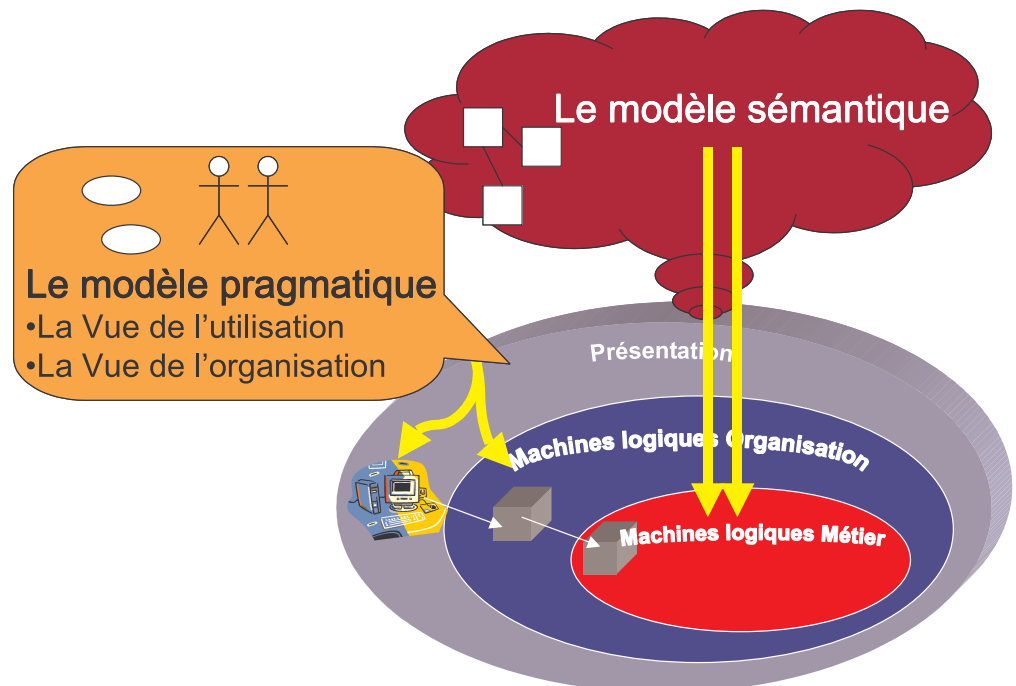 Le modèle sémantique
Le modèle pragmatique
•La Vue de l’utilisation
•La Vue de l’organisation
Présentation
Machines logiques Organisation
Machines logiques Métier